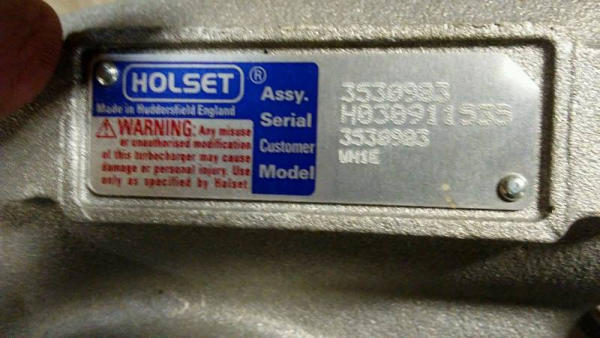 HOLSET ®
Made in Huddersfield England
WARNING: Any misuse
or unauthorised modification
of this turbocharger may cause
damage or personal injury. Use
only as specified by Holset.
Assy. 3530983
Serial H030911555
Customer 3530983
Model WH1E